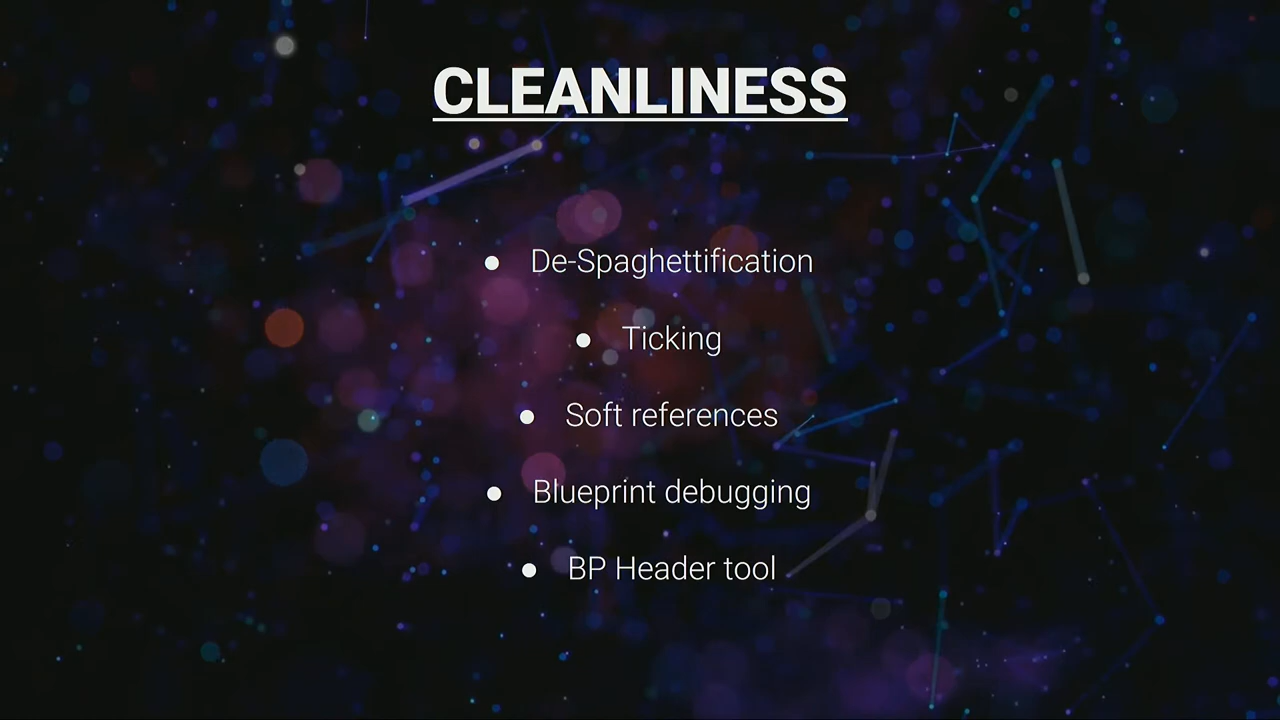 CLEANLINESS
● De-Spaghettification
● Ticking
● Soft references
● Blueprint debugging
● BP Header tool